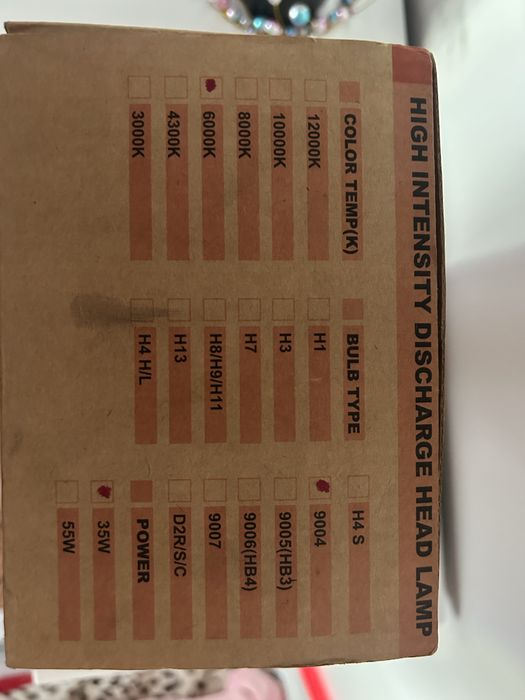 HIGH INTENSITY DISCHARGE HEAD LAMP
COLOR TEMP(K)
12000K
10000K
8000K
6000K
4300K
3000K
BULB TYPE
H1
H3
H7
H8/H9/H11
H13
H4 H/L
H4 S
9004
9005(HB3)
9006(HB4)
9007
D2R/S/C
POWER
35W
55W